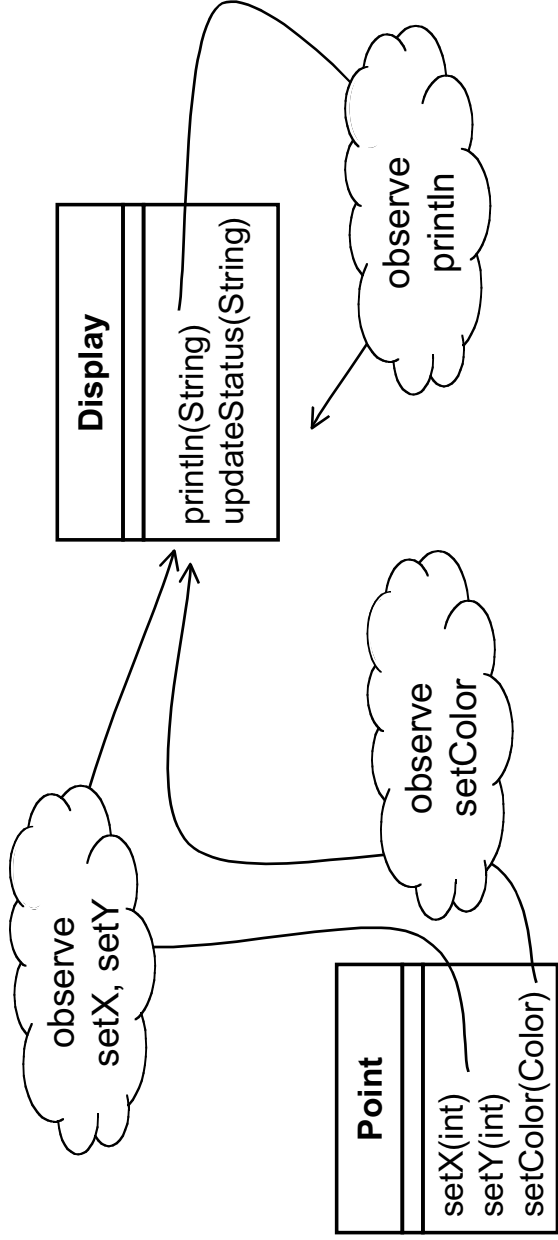 observe
setX, setY
Display
println(String)
updateStatus(String)
Point
setX(int)
setY(int)
setColor(Color)
observe
setColor
observe
println